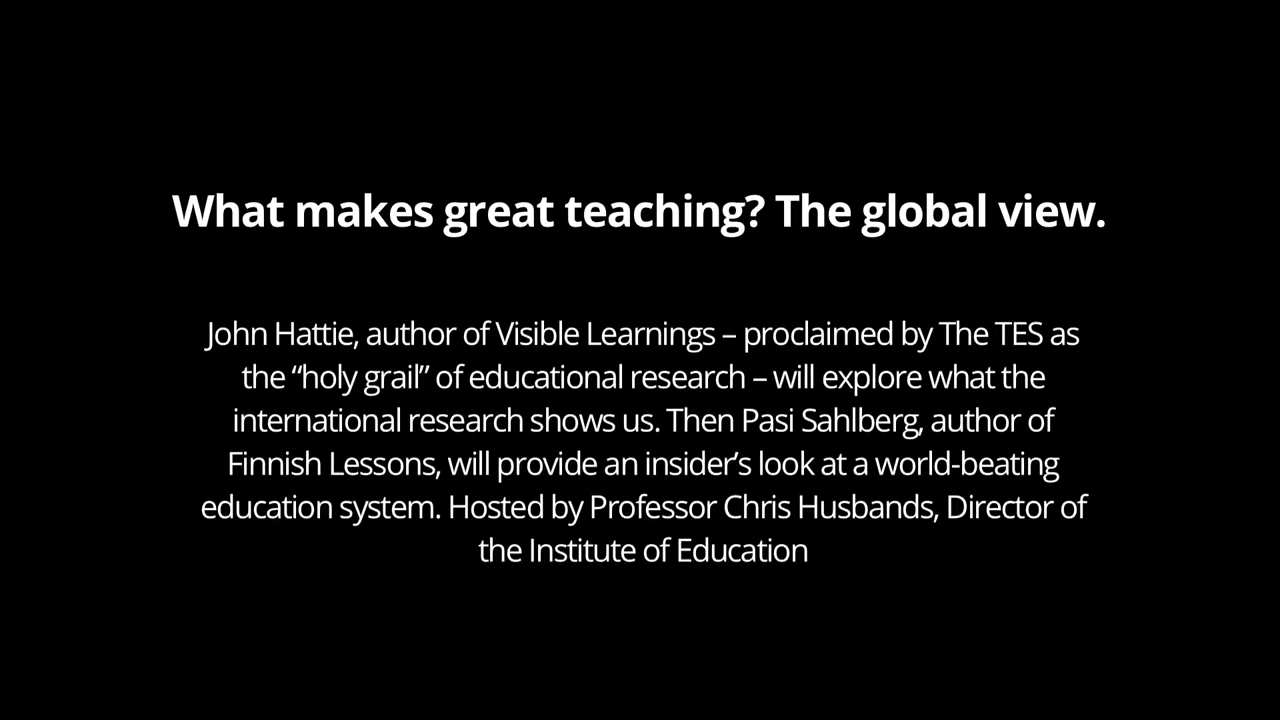 What makes great teaching? The global view.
John Hattie, author of Visible Learnings – proclaimed by The TES as
the “holy grail” of educational research – will explore what the
international research shows us. Then Pasi Sahlberg, author of
Finnish Lessons, will provide an insider’s look at a world-beating
education system. Hosted by Professor Chris Husbands, Director of
the Institute of Education